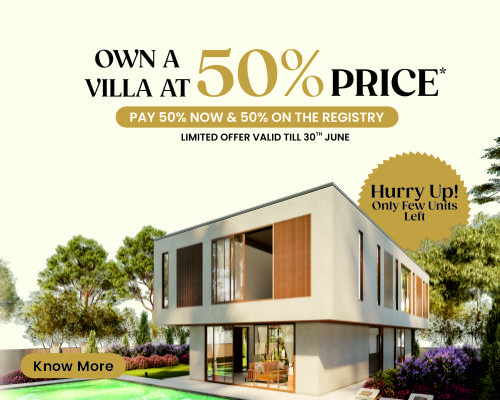 OWN A
VILLA AT 50% PRICE*
PAY 50% NOW & 50% ON THE REGISTRY
LIMITED OFFER VALID TILL 30TH JUNE
Hurry Up!
Only Few Units
Left
Know More